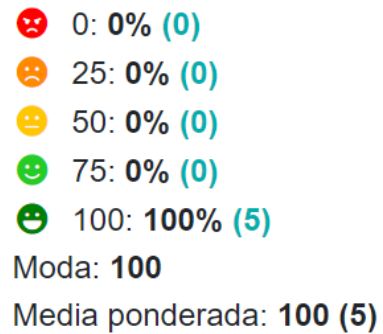 0: 0% (0)
25: 0% (0)
50: 0% (0)
75: 0% (0)
100: 100% (5)
Moda: 100
Media ponderada: 100 (5)